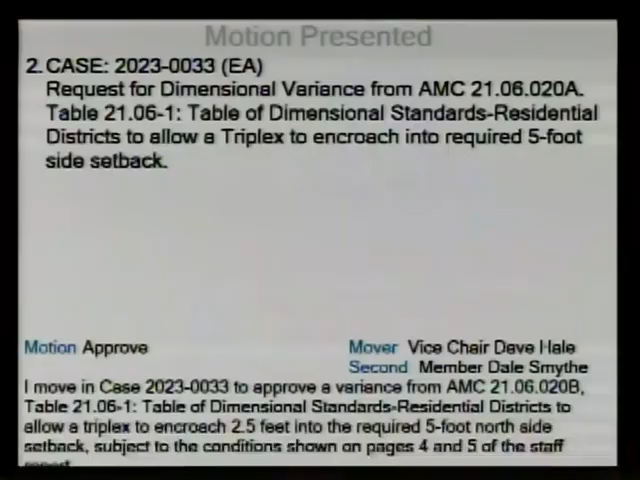 Motion Presented
2. CASE: 2023-0033 (EA)
Request for Dimensional Variance from AMC 21.06.020A.
Table 21.06-1: Table of Dimensional Standards-Residential
Districts to allow a Triplex to encroach into required 5-foot
side setback.
Motion Approve
Mover Vice Chair Dave Hale
Second Member Dale Smythe
I move in Case 2023-0033 to approve a variance from AMC 21.06.020B,
Table 21.06-1: Table of Dimensional Standards-Residential Districts to
allow a triplex to encroach 2.5 feet into the required 5-foot north side
setback, subject to the conditions shown on pages 4 and 5 of the staff